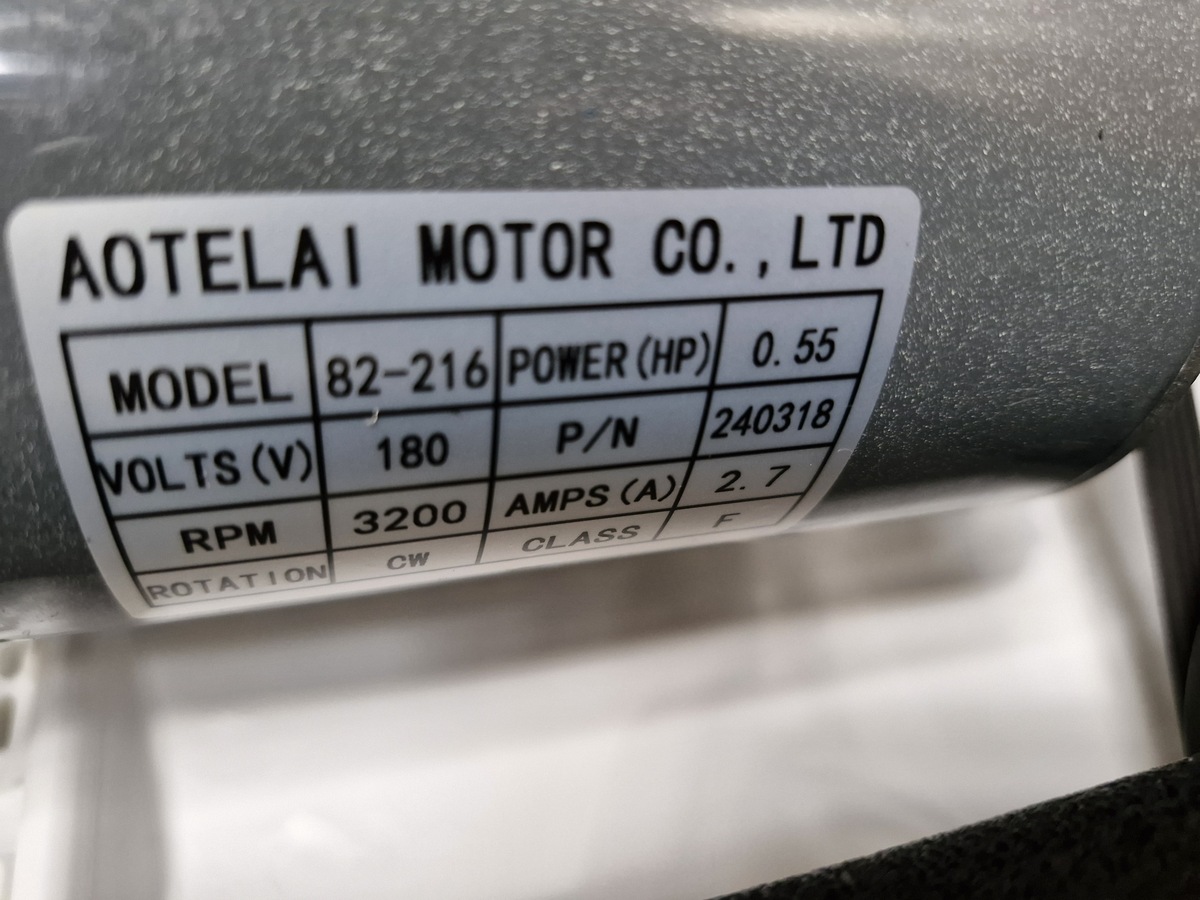 AOTELAI MOTOR CO.,LTD
MODEL 82-216 POWER(HP) 0.55
VOLTS(V) 180 P/N 240318
RPM 3200 AMPS(A) 2.7
ROTATION CW CLASS F